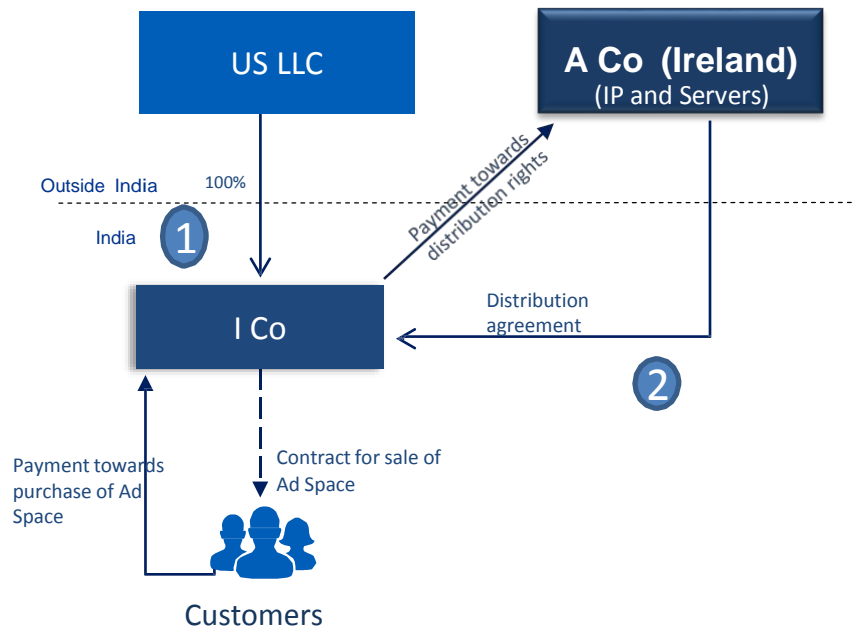 US LLC
A Co (Ireland)
(IP and Servers)
Outside India
100%
Payment towards
distribution rights
India
1
I Co
Distribution
agreement
2
Payment towards
purchase of Ad
Space
Contract for sale of
Ad Space
Customers